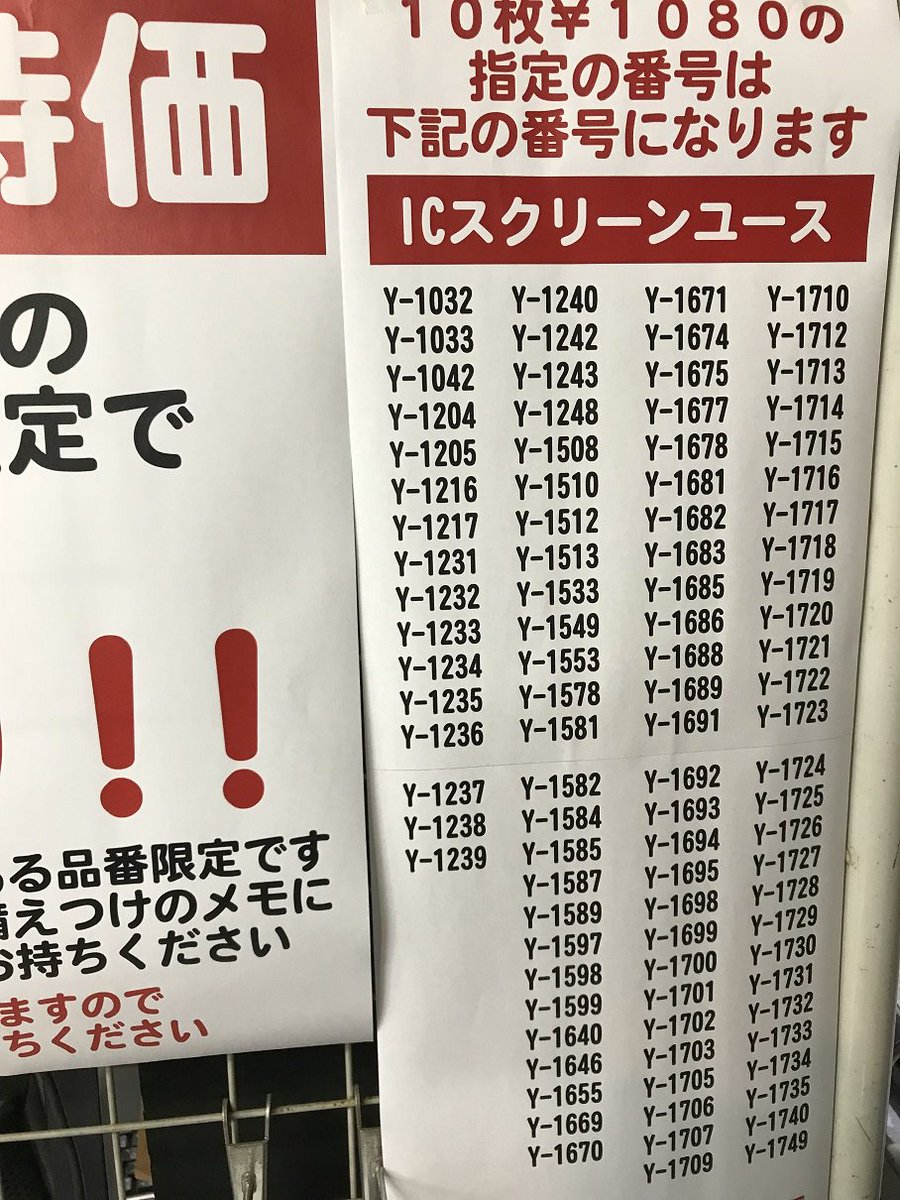 特価
の
定で
！！
る品番限定です
備えつけのメモに
お持ちください
ますので
ちください
１０枚￥１０８０の
指定の番号は
下記の番号になります
ICスクリーンユース
Y-1032 Y-1240 Y-1671 Y-1710
Y-1033 Y-1242 Y-1674 Y-1712
Y-1042 Y-1243 Y-1675 Y-1713
Y-1204 Y-1248 Y-1677 Y-1714
Y-1205 Y-1508 Y-1678 Y-1715
Y-1216 Y-1510 Y-1681 Y-1716
Y-1217 Y-1512 Y-1682 Y-1717
Y-1231 Y-1513 Y-1683 Y-1718
Y-1232 Y-1533 Y-1685 Y-1719
Y-1233 Y-1549 Y-1686 Y-1720
Y-1234 Y-1553 Y-1688 Y-1721
Y-1235 Y-1578 Y-1689 Y-1722
Y-1236 Y-1581 Y-1691 Y-1723
Y-1237 Y-1582 Y-1692 Y-1724
Y-1238 Y-1584 Y-1693 Y-1725
Y-1239 Y-1585 Y-1694 Y-1726
Y-1587 Y-1695 Y-1727
Y-1589 Y-1698 Y-1728
Y-1597 Y-1699 Y-1729
Y-1598 Y-1700 Y-1730
Y-1599 Y-1701 Y-1731
Y-1640 Y-1702 Y-1732
Y-1646 Y-1703 Y-1733
Y-1655 Y-1705 Y-1734
Y-1669 Y-1706 Y-1735
Y-1670 Y-1707 Y-1740
Y-1709 Y-1749